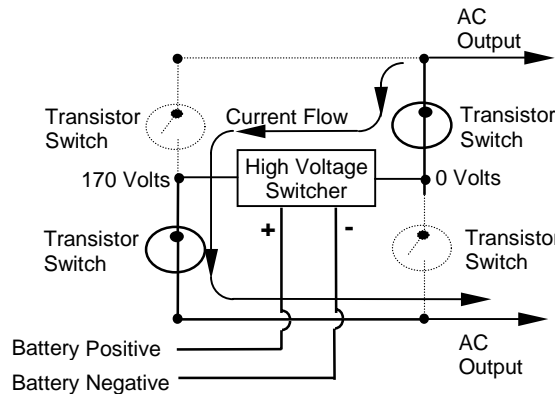 AC
Output
Transistor
Switch
Current Flow
Transistor
Switch
170 Volts
High Voltage
Switcher
0 Volts
+
-
Transistor
Switch
Transistor
Switch
Battery Positive
Battery Negative
AC
Output